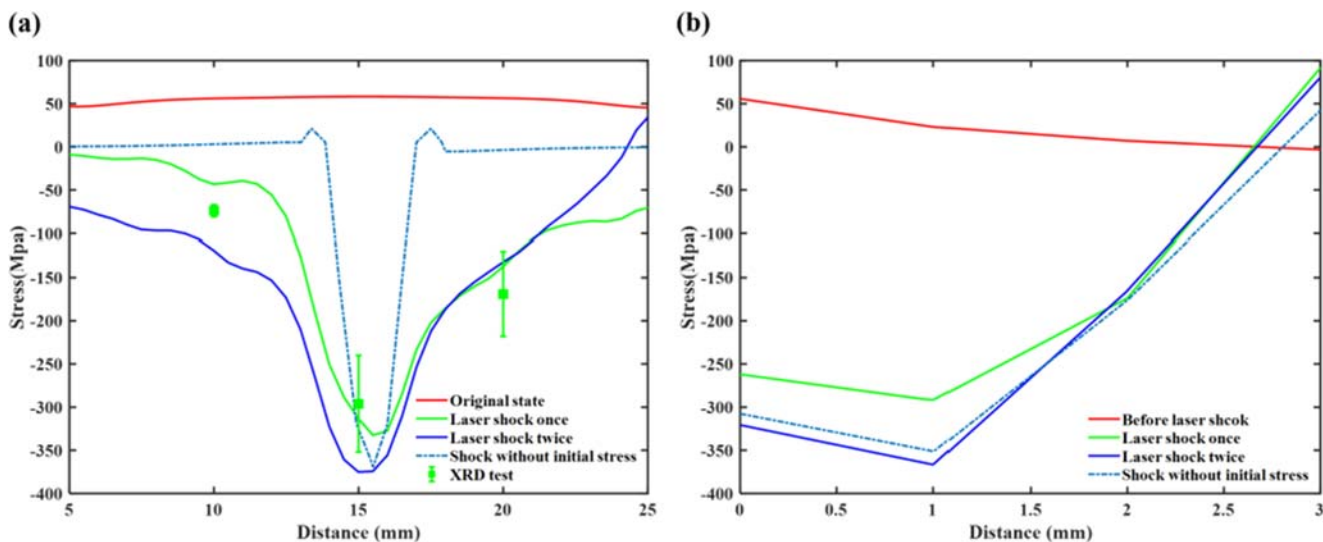 (a)
Stress(Mpa)
100
50
0
-50
-100
-150
-200
-250
-300
-350
-400
5
10
15
20
25
Distance (mm)
Original state
Laser shock once
Laser shock twice
Shock without initial stress
XRD test
(b)
Stress(Mpa)
100
50
0
-50
-100
-150
-200
-250
-300
-350
-400
0
0.5
1
1.5
2
2.5
3
Distance (mm)
Before laser shcok
Laser shock once
Laser shock twice
Shock without initial stress